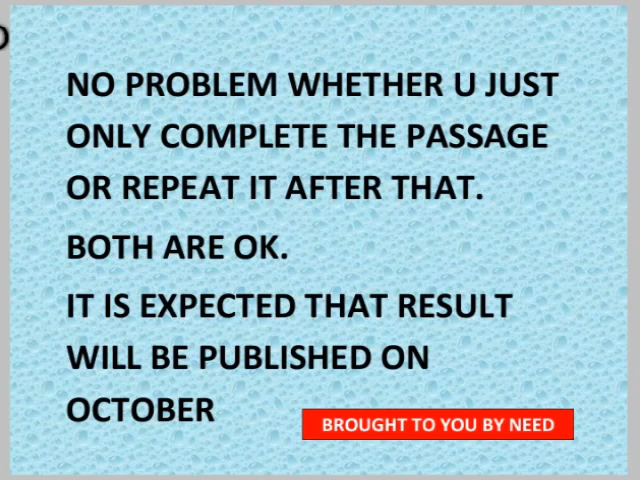 NO PROBLEM WHETHER U JUST
ONLY COMPLETE THE PASSAGE
OR REPEAT IT AFTER THAT.
BOTH ARE OK.
IT IS EXPECTED THAT RESULT
WILL BE PUBLISHED ON
OCTOBER
BROUGHT TO YOU BY NEED